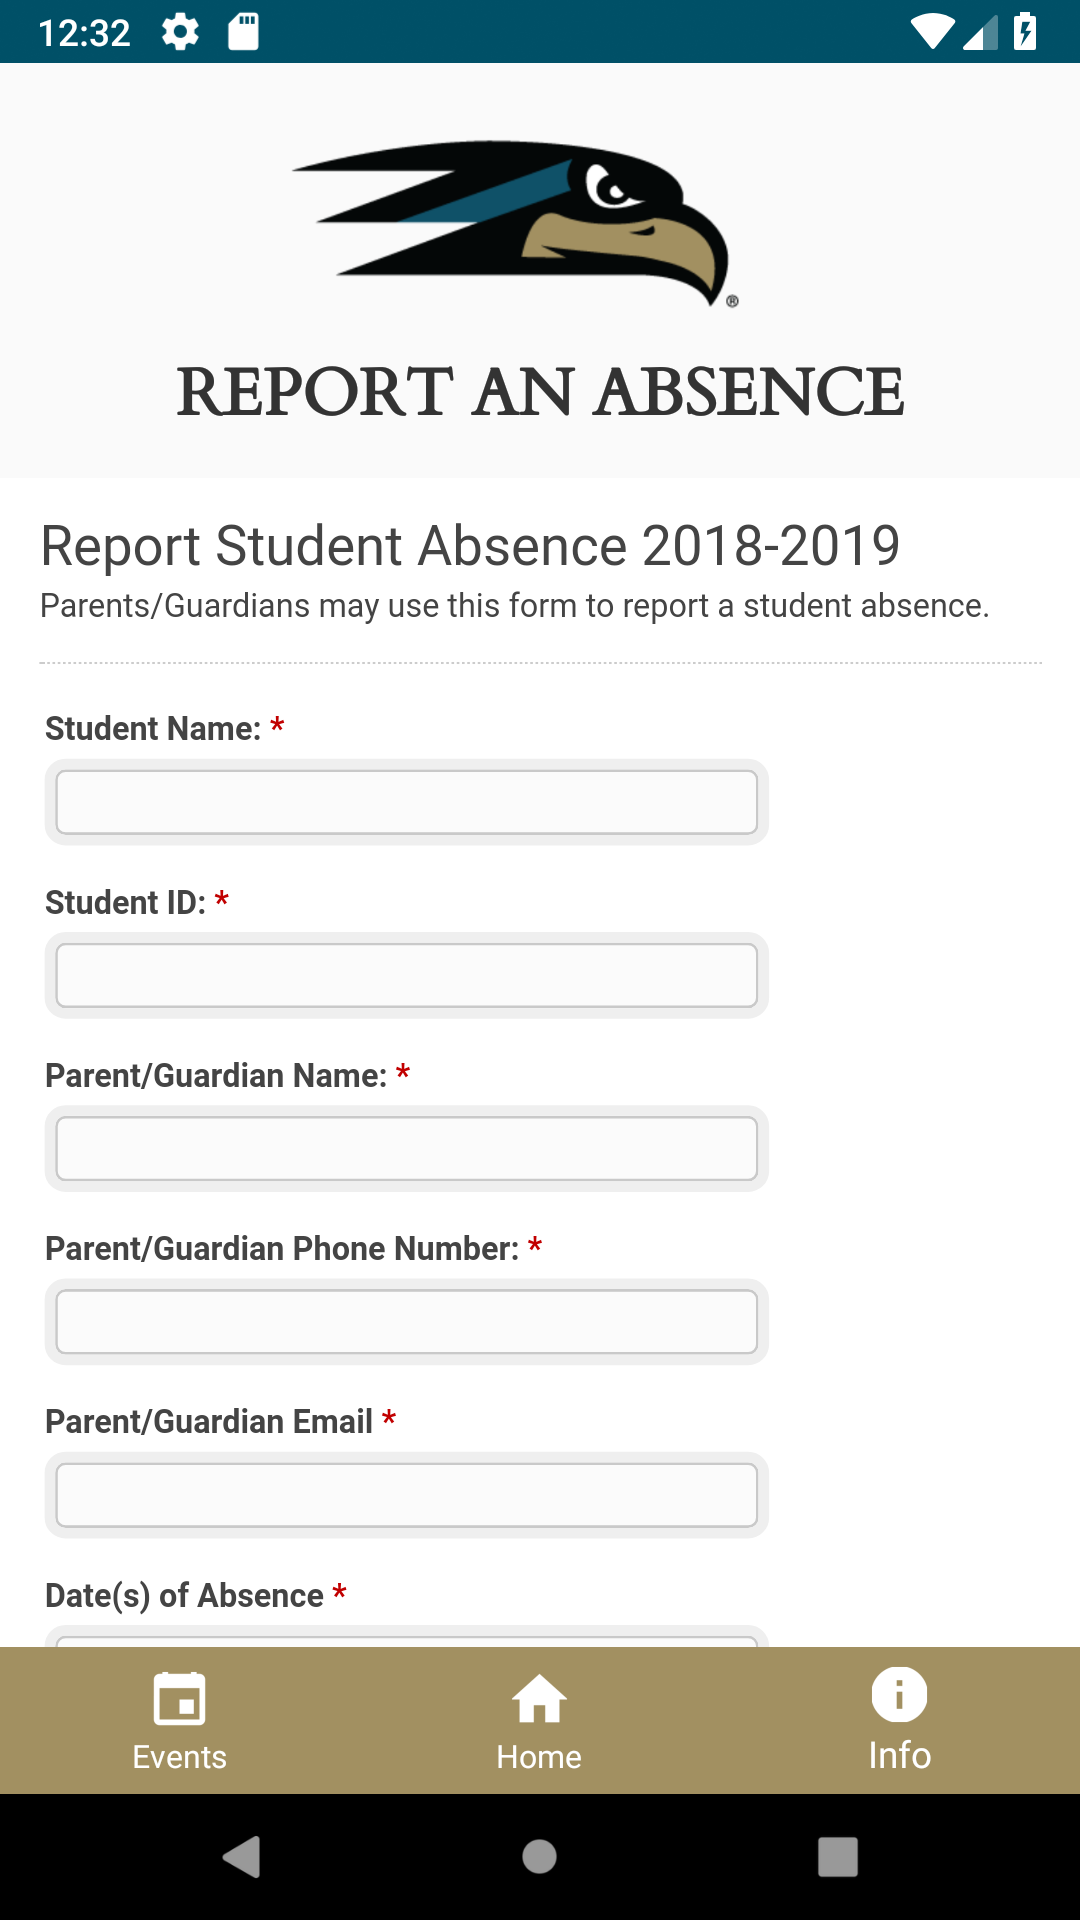 12:32
®
REPORT AN ABSENCE
Report Student Absence 2018-2019
Parents/Guardians may use this form to report a student absence.
Student Name: *
Student ID: *
Parent/Guardian Name: *
Parent/Guardian Phone Number: *
Parent/Guardian Email *
Date(s) of Absence *
Events Home Info